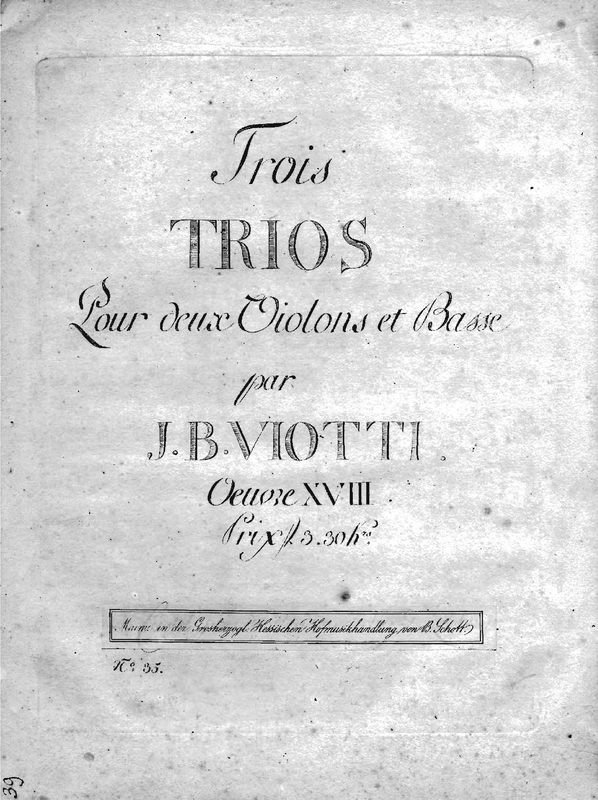 Trois
TRIOS
Pour deux Violons et Basse
par
J. B. VIOTTI.
Oeuvre XVIII.
Prix f. 3. 30 kr.
Mainz in der Grosherzogl. Hessischen Hofmusikhandlung von B. Schott
No. 35.
39